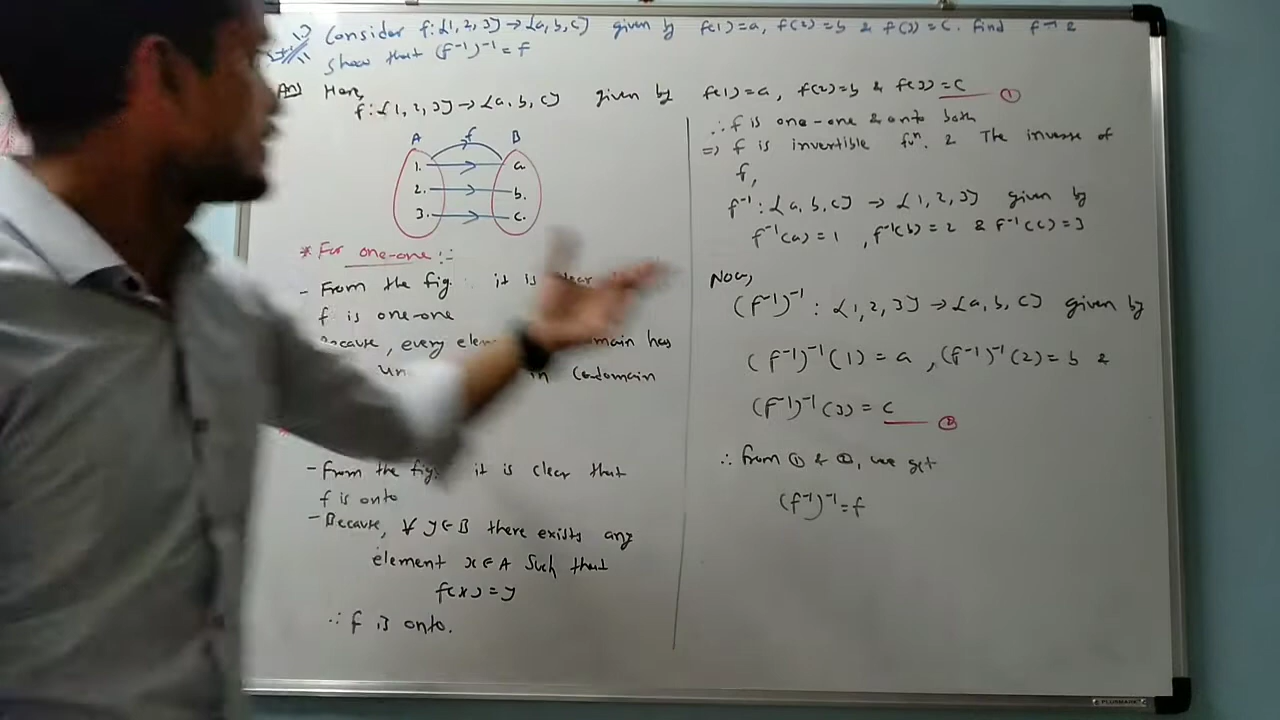 Consider f:{1,2,3}→{a,b,c} given by f(1)=a, f(2)=b & f(3)=c. Find f⁻¹ &
show that (f⁻¹)⁻¹=f
Ans Here,
f:{1,2,3}→{a,b,c} given by f(1)=a, f(2)=b & f(3)=c ①
A f B
1. a
2. b.
3. c.
* For one-one :-
- From the fig. it is clear
f is one-one
Because, every main has
un in Codomain
- From the fig. it is clear that
f is onto
- Because, ∀ y∈B there exists any
element x∈A Such that
f(x)=y
∴ f is onto.
∴ f is one-one & onto both
⇒ f is invertible fuⁿ. & The inverse of
f,
f⁻¹:{a,b,c} → {1,2,3} given by
f⁻¹(a)=1 , f⁻¹(b)=2 & f⁻¹(c)=3
Now,
(f⁻¹)⁻¹ : {1,2,3} →{a,b,c} given by
(f⁻¹)⁻¹(1) = a , (f⁻¹)⁻¹(2)=b &
(f⁻¹)⁻¹(3) = c ②
∴ From ① & ②, we get
(f⁻¹)⁻¹=f